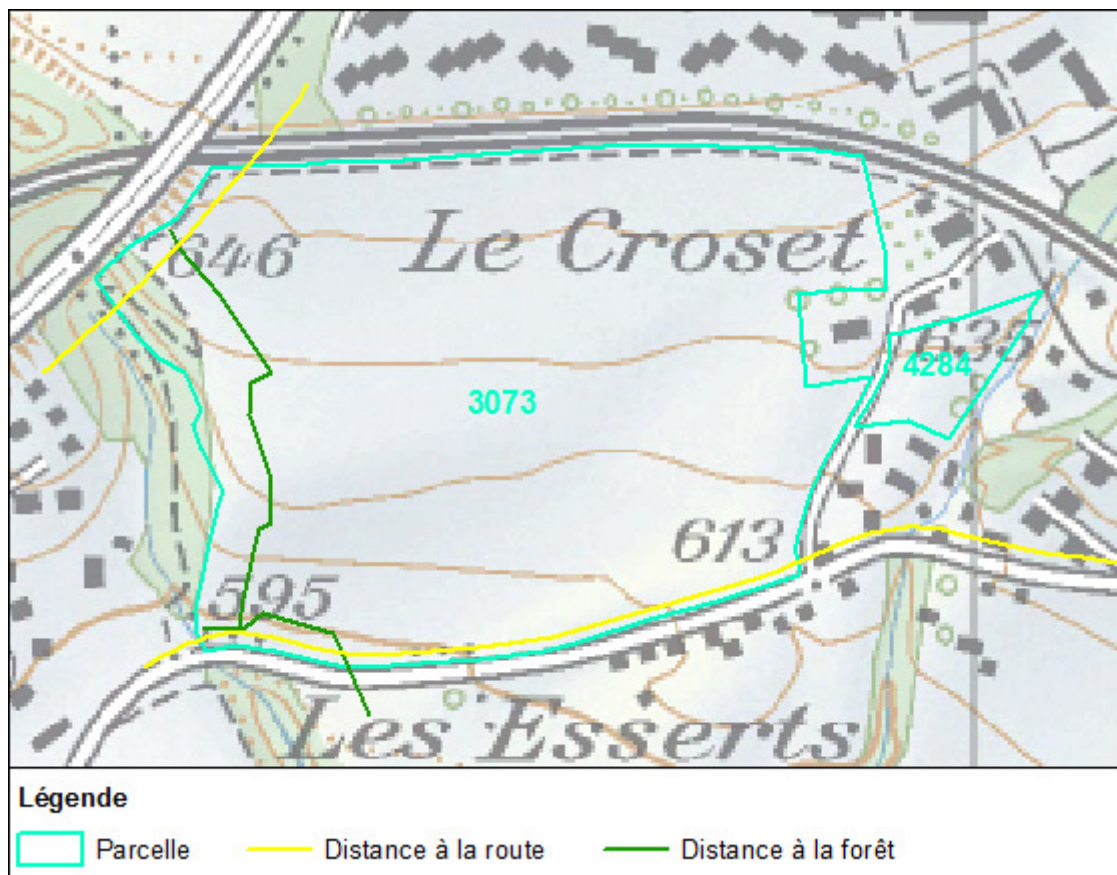 646
Le Croset
635
4284
3073
613
595
Les Esserts
Légende
Parcelle
Distance à la route
Distance à la forêt